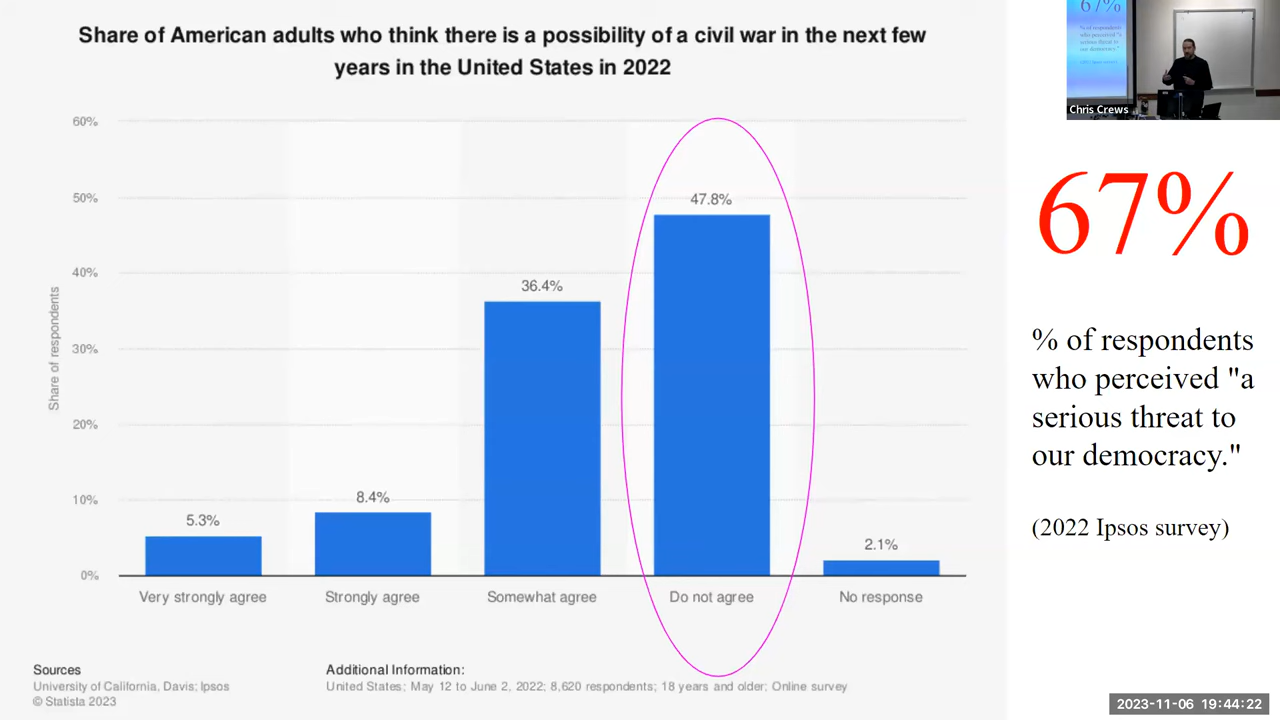 Share of American adults who think there is a possibility of a civil war in the next few
years in the United States in 2022
60%
50%
40%
30%
20%
10%
0%
Share of respondents
5.3%
8.4%
36.4%
47.8%
2.1%
Very strongly agree
Strongly agree
Somewhat agree
Do not agree
No response
Sources
University of California, Davis; Ipsos
© Statista 2023
Additional Information:
United States; May 12 to June 2, 2022; 8,620 respondents; 18 years and older; Online survey
67%
Chris Crews
67%
% of respondents
who perceived "a
serious threat to
our democracy."
(2022 Ipsos survey)
2023-11-06 19:44:22